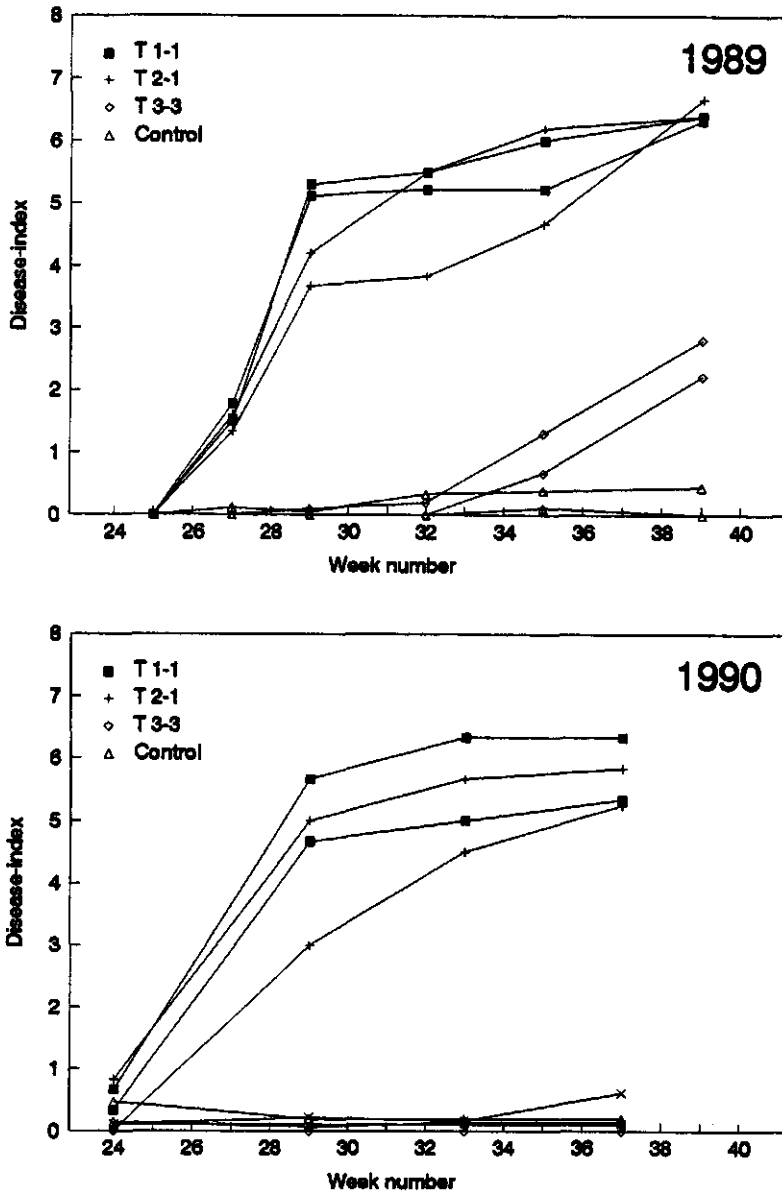 8
7
6
5
4
3
2
1
0
Disease-index
■ T 1-1
+ T 2-1
◇ T 3-3
△ Control
1989
24 26 28 30 32 34 36 38 40
Week number
8
7
6
5
4
3
2
1
0
Disease-index
■ T 1-1
+ T 2-1
◇ T 3-3
△ Control
1990
24 26 28 30 32 34 36 38 40
Week number